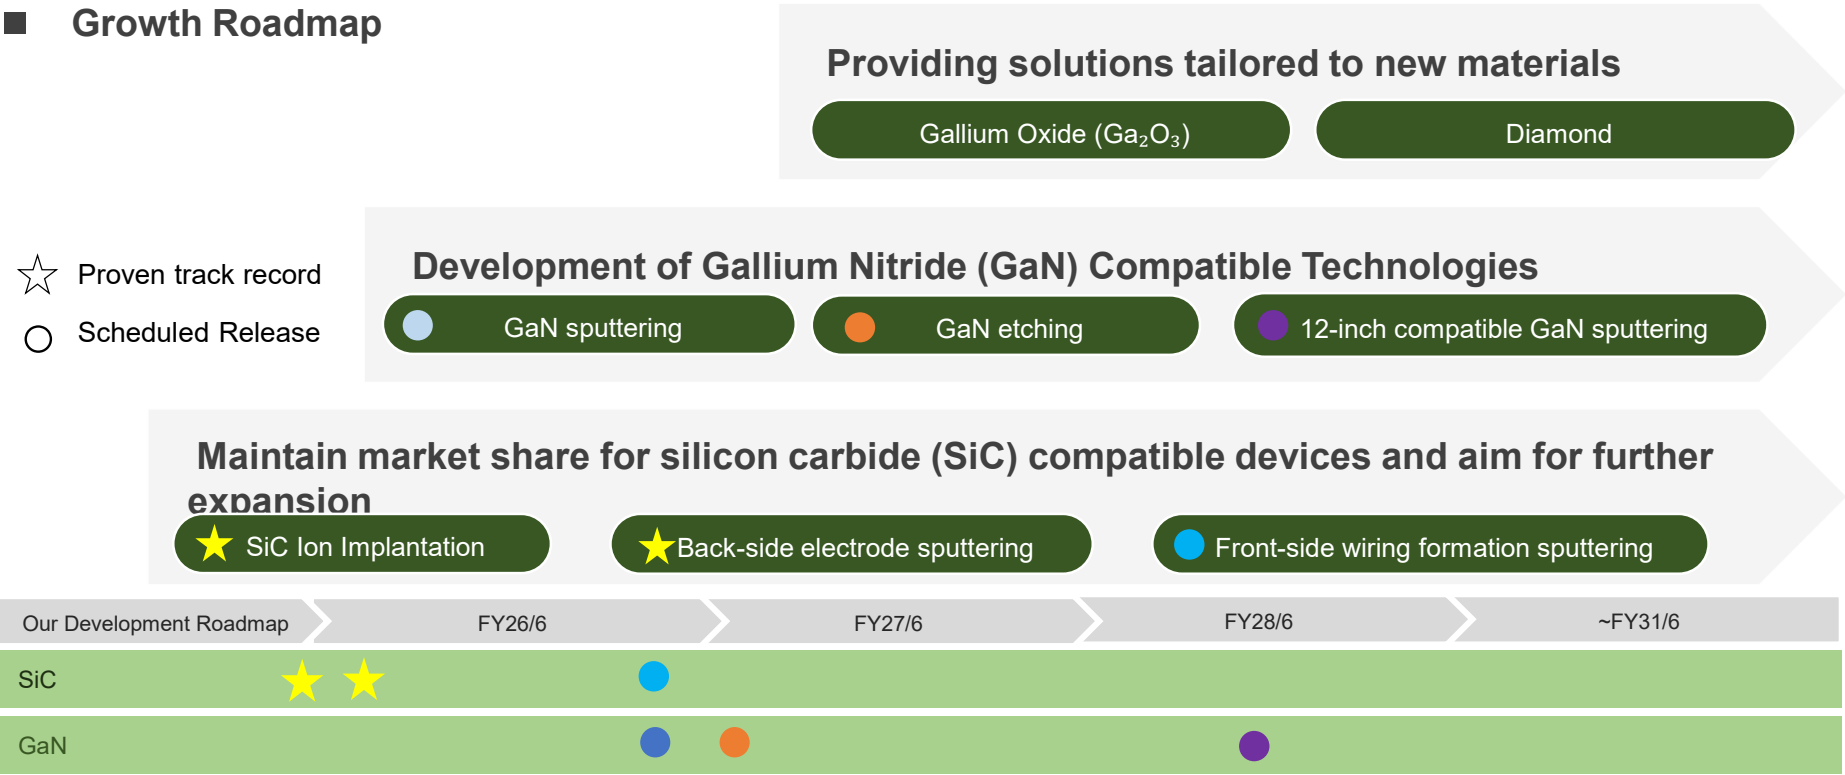 Growth Roadmap
Providing solutions tailored to new materials
Gallium Oxide (Ga₂O₃)
Diamond
Proven track record
Scheduled Release
Development of Gallium Nitride (GaN) Compatible Technologies
GaN sputtering
GaN etching
12-inch compatible GaN sputtering
Maintain market share for silicon carbide (SiC) compatible devices and aim for further
expansion
SiC Ion Implantation
Back-side electrode sputtering
Front-side wiring formation sputtering
Our Development Roadmap
FY26/6
FY27/6
FY28/6
~FY31/6
SiC
GaN